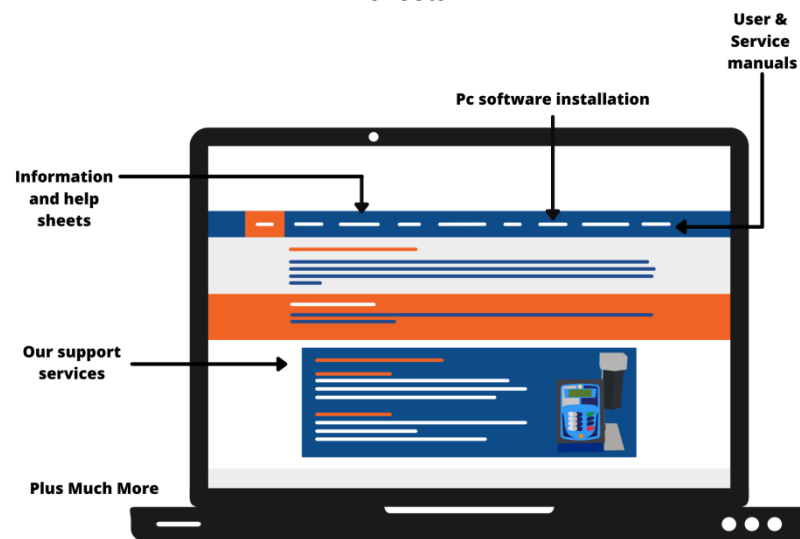 User &
Service
manuals
Pc software installation
Information
and help
sheets
Our support
services
Plus Much More